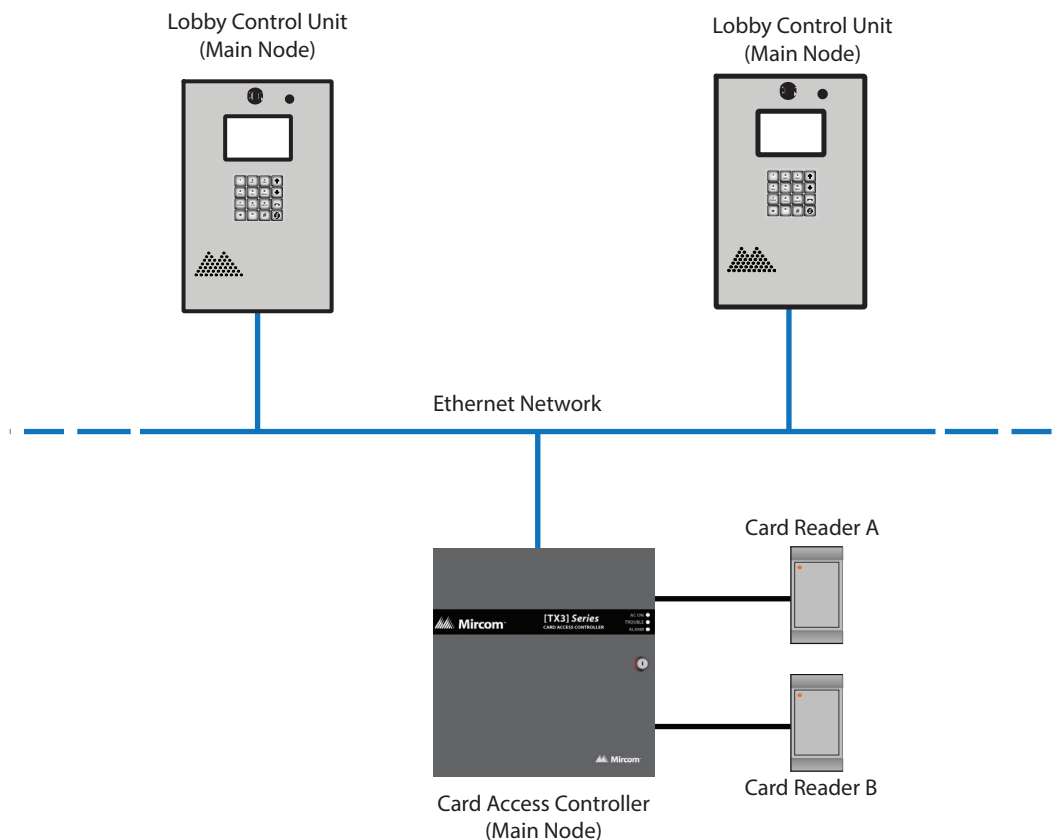 Lobby Control Unit
(Main Node)
Lobby Control Unit
(Main Node)
Ethernet Network
Card Reader A
Mircom
[TX3] Series
CARD ACCESS CONTROLLER
AC ON
TROUBLE
ALARM
Mircom
Card Reader B
Card Access Controller
(Main Node)